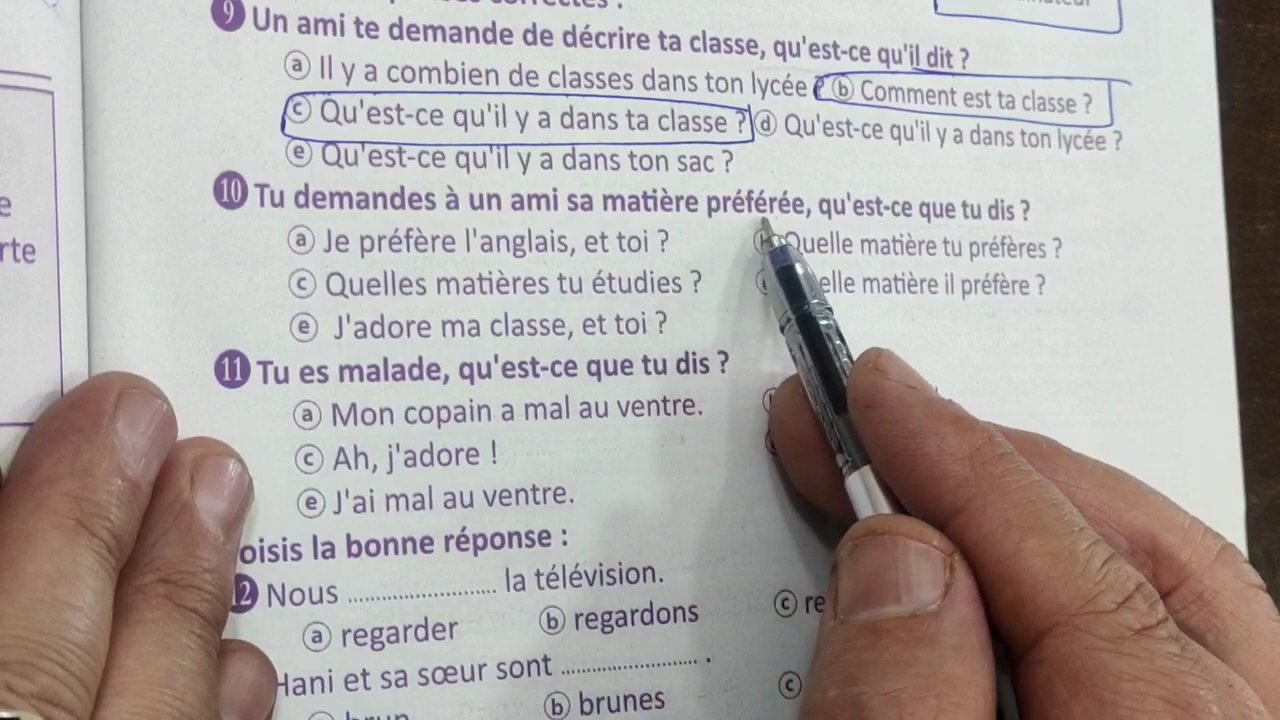 9 Un ami te demande de décrire ta classe, qu'est-ce qu'il dit ?
a Il y a combien de classes dans ton lycée ? b Comment est ta classe ?
c Qu'est-ce qu'il y a dans ta classe ? d Qu'est-ce qu'il y a dans ton lycée ?
e Qu'est-ce qu'il y a dans ton sac ?
10 Tu demandes à un ami sa matière préférée, qu'est-ce que tu dis ?
a Je préfère l'anglais, et toi ? Quelle matière tu préfères ?
c Quelles matières tu étudies ? elle matière il préfère ?
e J'adore ma classe, et toi ?
11 Tu es malade, qu'est-ce que tu dis ?
a Mon copain a mal au ventre.
c Ah, j'adore !
e J'ai mal au ventre.
oisis la bonne réponse :
2 Nous .......................... la télévision.
a regarder b regardons c re
Hani et sa sœur sont .......................... .
brun b brunes c
e
rte